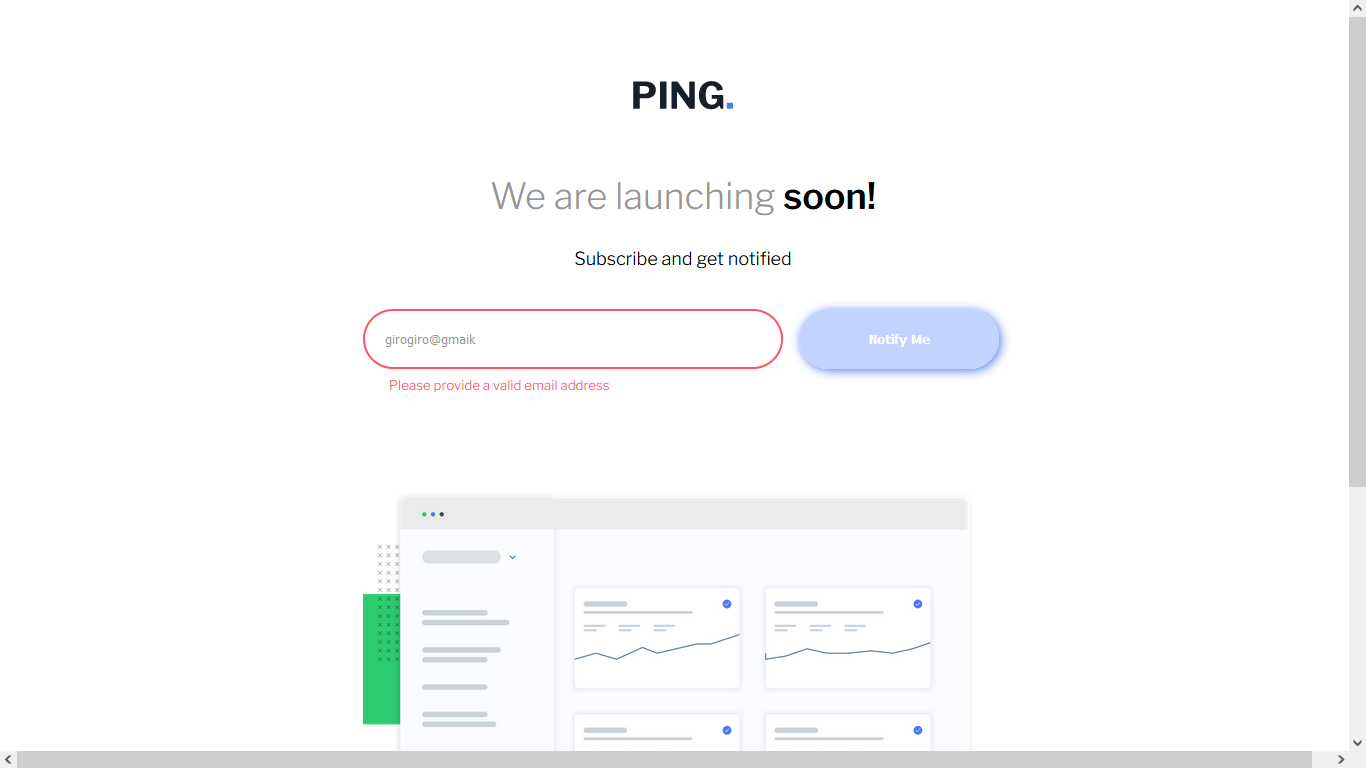 PING.
We are launching soon!
Subscribe and get notified
girogiro@gmaik
Notify Me
Please provide a valid email address